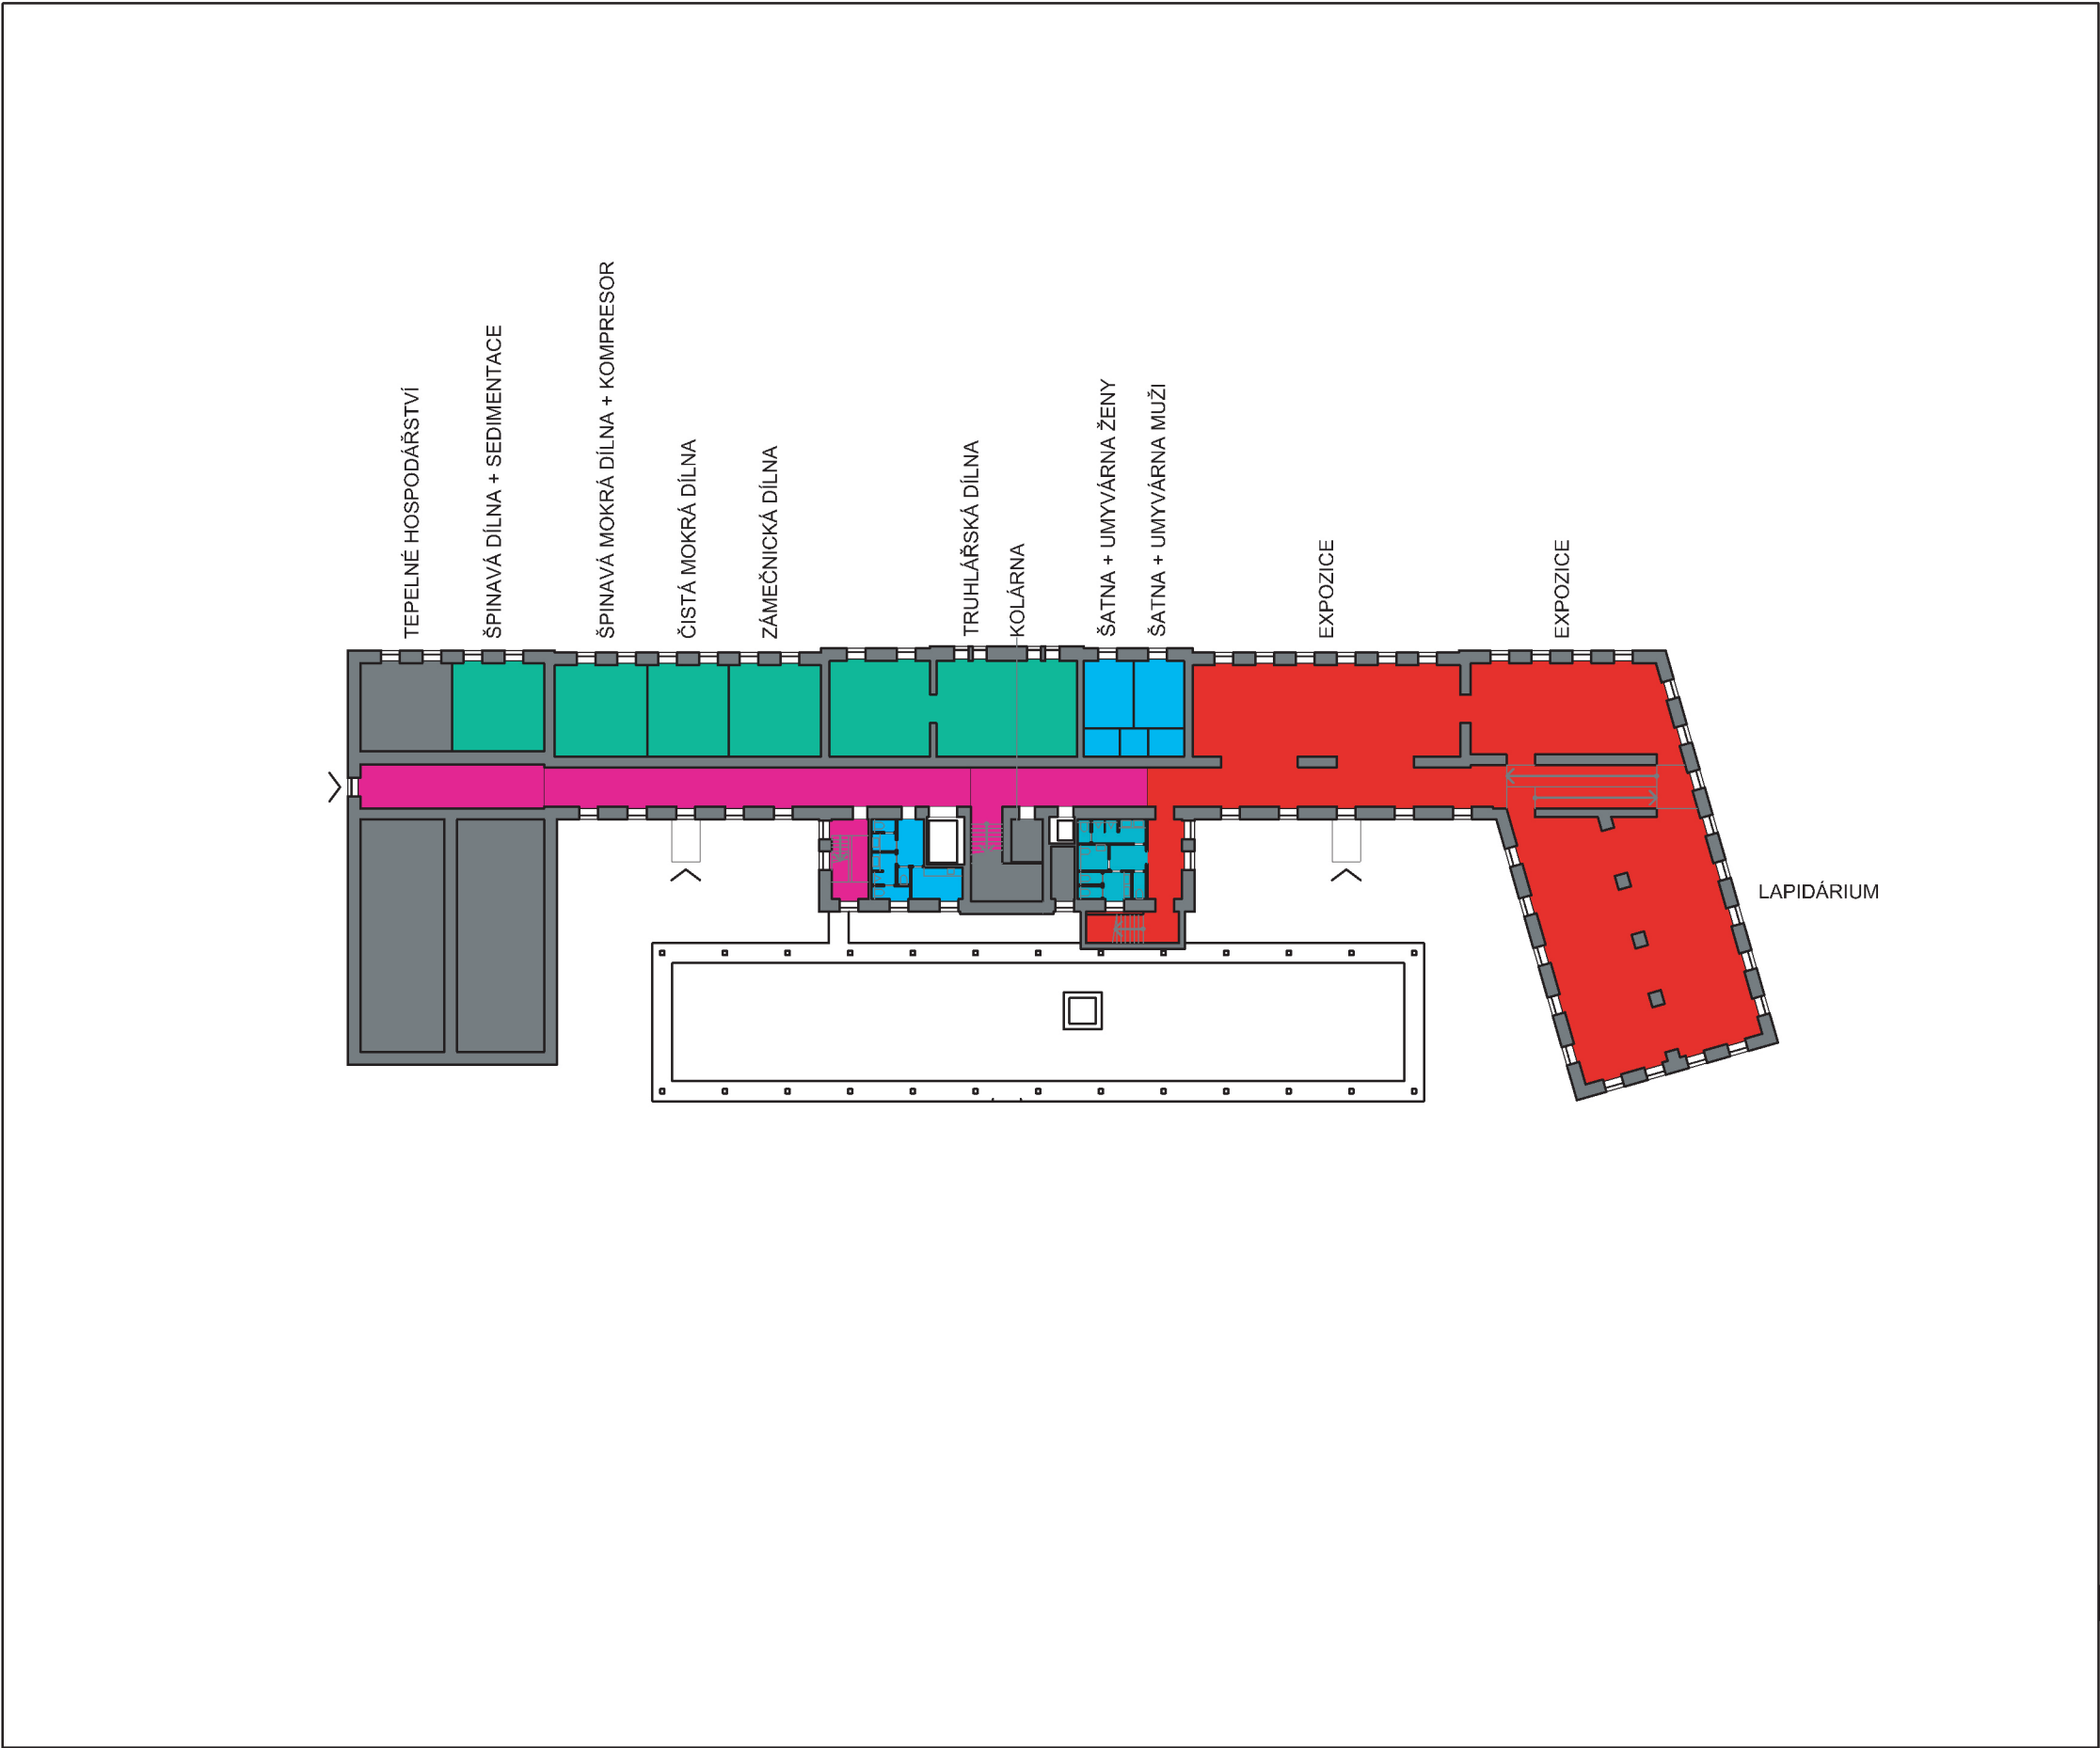 TEPELNÉ HOSPODÁŘSTVÍ
ŠPINAVÁ DÍLNA + SEDIMENTACE
ŠPINAVÁ MOKRÁ DÍLNA + KOMPRESOR
ČISTÁ MOKRÁ DÍLNA
ZÁMEČNICKÁ DÍLNA
TRUHLÁŘSKÁ DÍLNA
KOLÁRNA
ŠATNA + UMYVÁRNA ŽENY
ŠATNA + UMYVÁRNA MUŽI
EXPOZICE
EXPOZICE
LAPIDÁRIUM